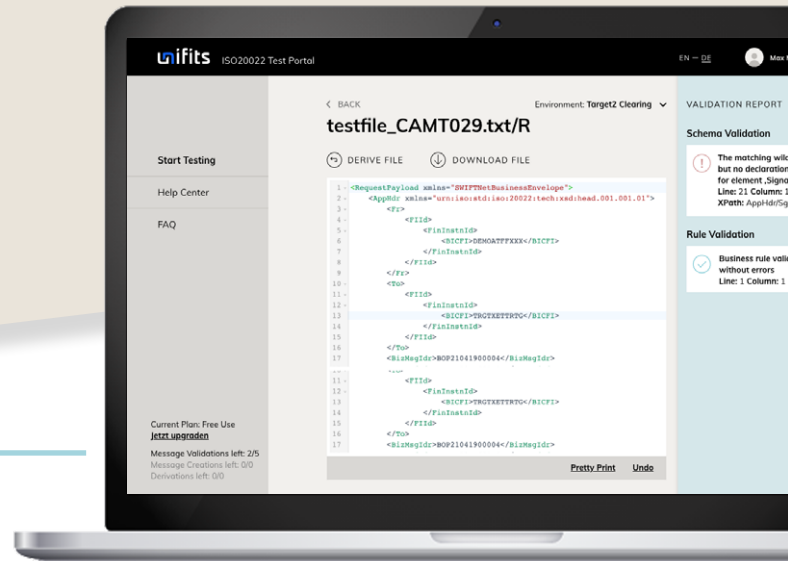 unifits ISO20022 Test Portal
EN — DE
Max
Start Testing
Help Center
FAQ
Current Plan: Free Use
Jetzt upgraden
Message Validations left: 2/5
Message Creations left: 0/0
Derivations left: 0/0
BACK
Environment: Target2 Clearing
testfile_CAMT029.txt/R
DERIVE FILE
DOWNLOAD FILE
1 <RequestPayload xmlns="SWIFTNetBusinessEnvelope">
2 <AppHdr xmlns="urn:iso:std:iso:20022:tech:xsd:head.001.001.01">
3 <Fr>
4 <FIId>
5 <FinInstnId>
6 <BICFI>DEMOATFFXXX</BICFI>
7 </FinInstnId>
8 </FIId>
9 </Fr>
10 <To>
11 <FIId>
12 <FinInstnId>
13 <BICFI>TRGTXETTRTG</BICFI>
14 </FinInstnId>
15 </FIId>
16 </To>
17 <BizMsgIdr>BOP21041900004</BizMsgIdr>
11 <FIId>
12 <FinInstnId>
13 <BICFI>TRGTXETTRTG</BICFI>
14 </FinInstnId>
15 </FIId>
16 </To>
17 <BizMsgIdr>BOP21041900004</BizMsgIdr>
Pretty Print Undo
VALIDATION REPORT
Schema Validation
The matching
but no declaration
for element ‚Signa
Line: 21 Column: 1
XPath: AppHdr/Sg
Rule Validation
Business rule
without errors
Line: 1 Column: 1